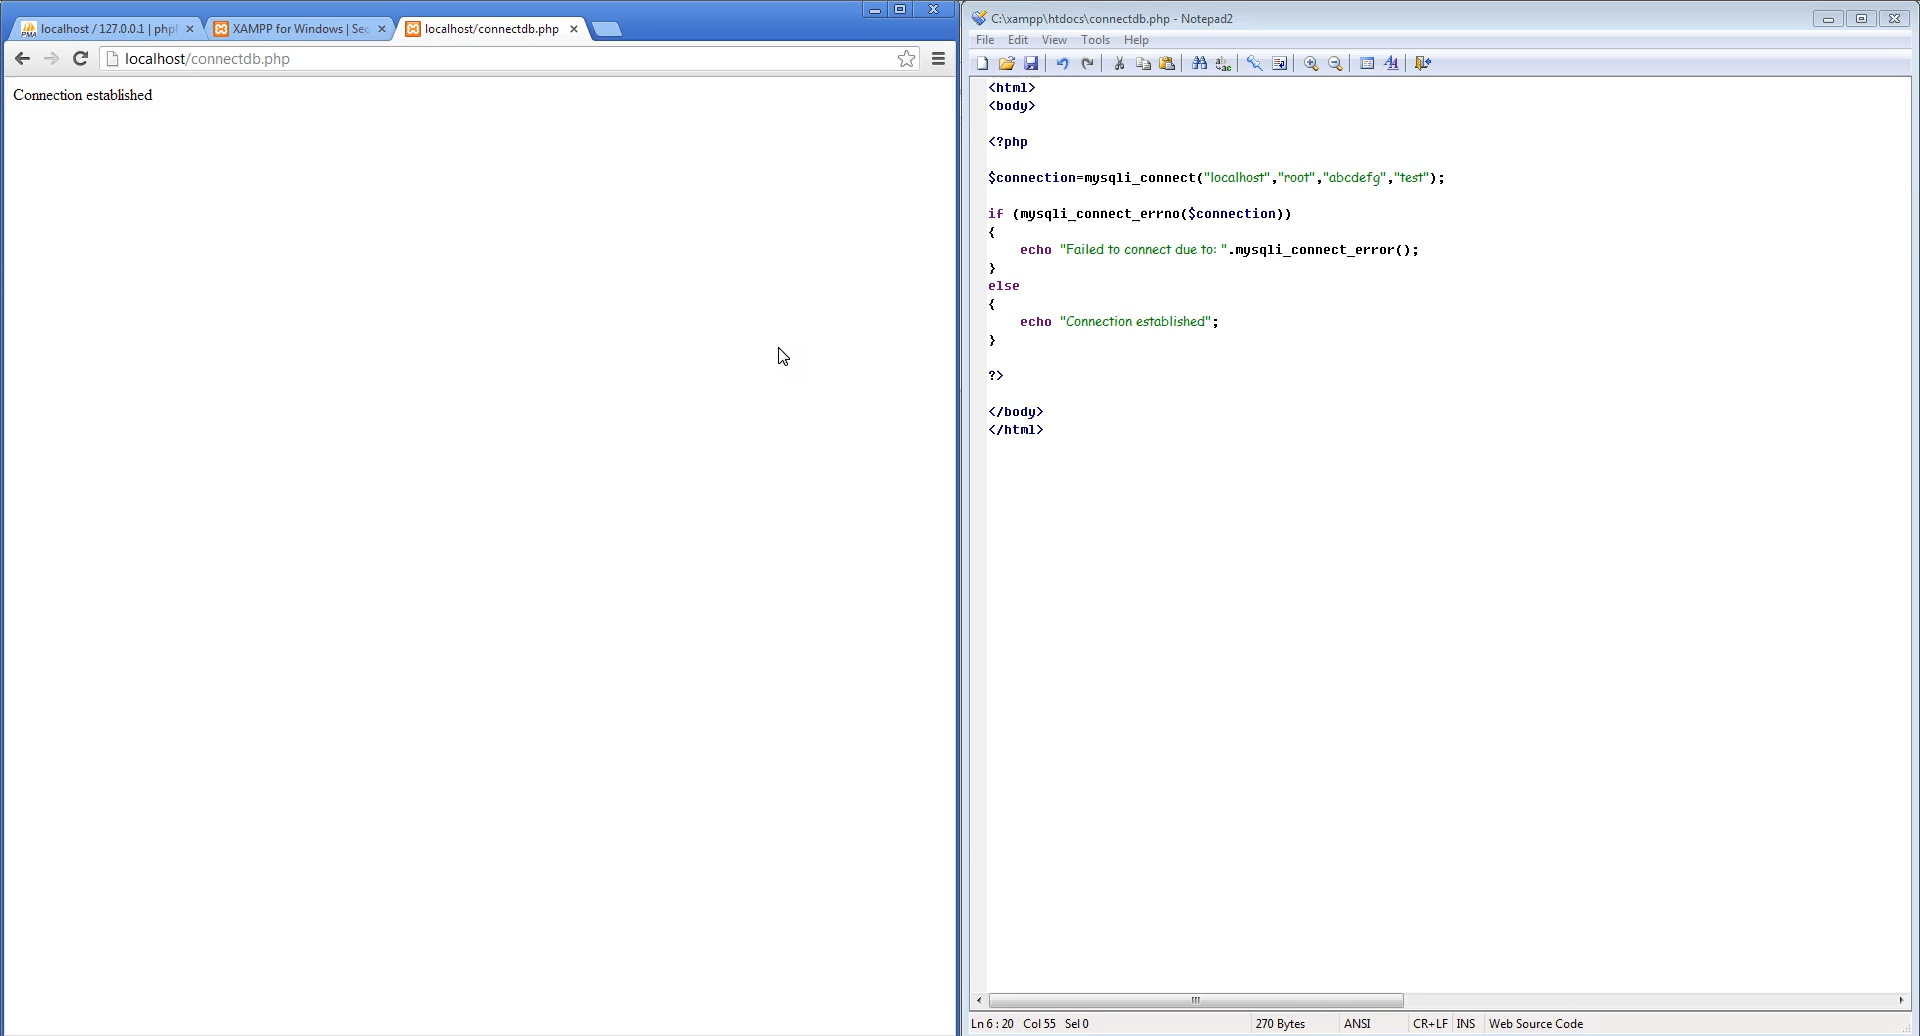 localhost / 127.0.0.1 | php
XAMPP for Windows | Sec
localhost/connectdb.php
localhost/connectdb.php
Connection established
C:\xampp\htdocs\connectdb.php - Notepad2
File Edit View Tools Help
<html>
<body>
<?php
$connection=mysqli_connect("localhost","root","abcdefg","test");
if (mysqli_connect_errno($connection))
{
echo "Failed to connect due to: ".mysqli_connect_error();
}
else
{
echo "Connection established";
}
?>
</body>
</html>
Ln 6 : 20 Col 55 Sel 0 270 Bytes ANSI CR+LF INS Web Source Code